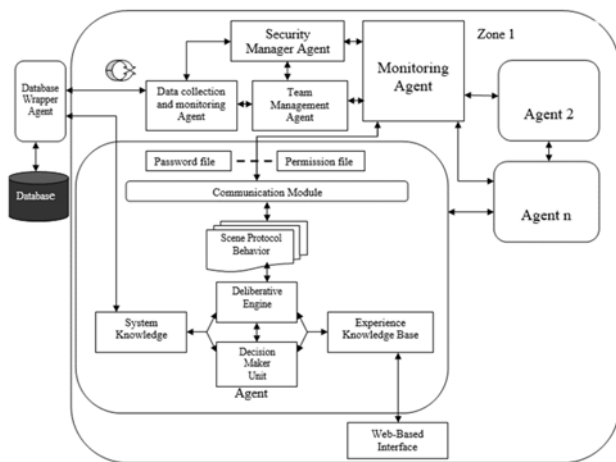 Security
Manager Agent
Zone 1
Monitoring
Agent
Database
Wrapper
Agent
Data collection
and monitoring
Agent
Team
Management
Agent
Agent 2
Password file
Permission file
Database
Communication Module
Agent n
Scene Protocol
Behavior
Deliberative
Engine
System
Knowledge
Experience
Knowledge Base
Decision
Maker
Unit
Agent
Web-Based
Interface